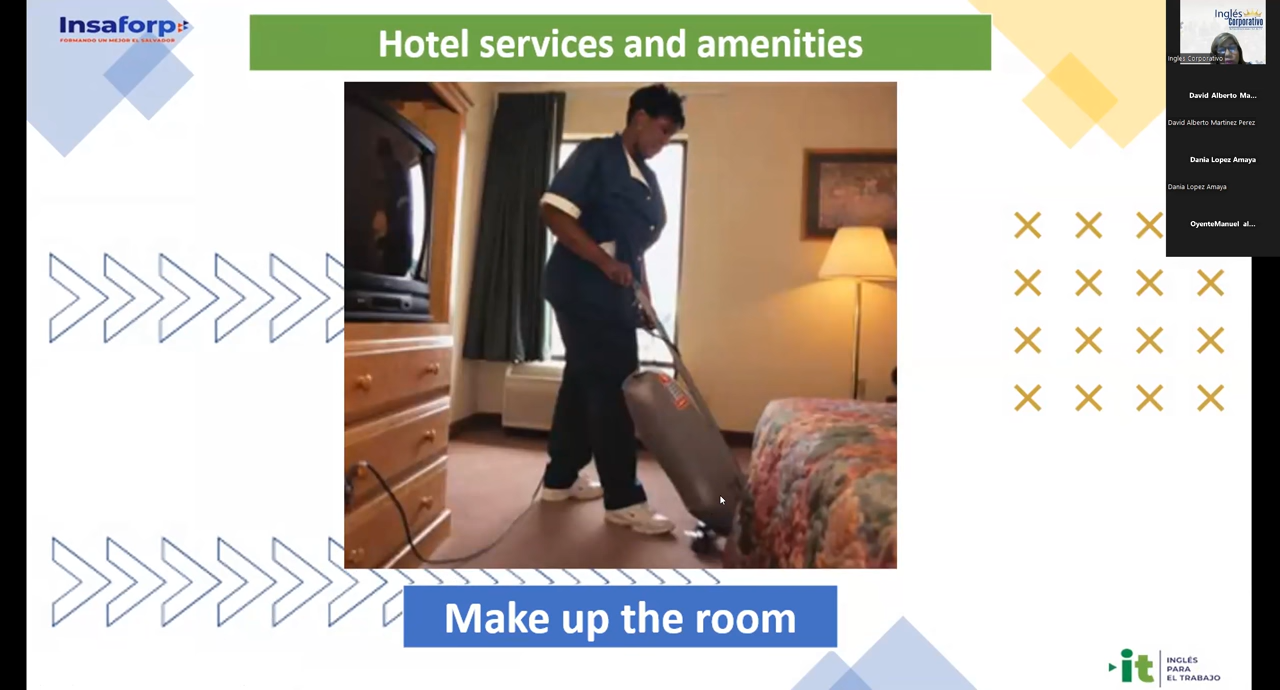 Insaforp
FORMANDO UN MEJOR EL SALVADOR
Hotel services and amenities
Inglés
Corporativo
Inglés Corporativo
David Alberto Ma...
David Alberto Martinez Perez
Dania Lopez Amaya
Dania Lopez Amaya
OyenteManuel al...
Make up the room
it
INGLÉS
PARA
EL TRABAJO